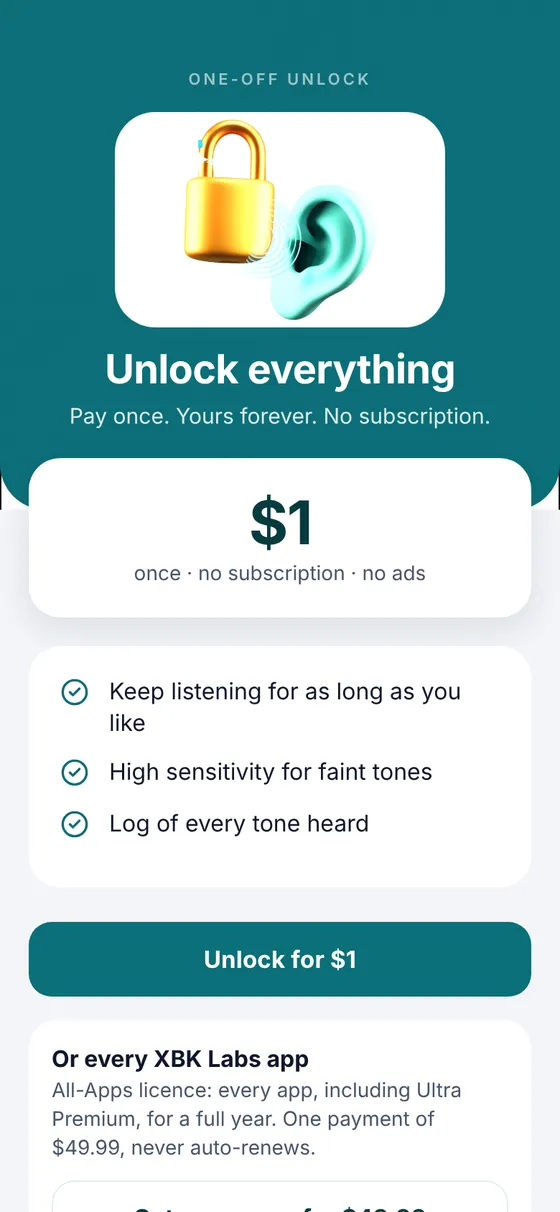 ONE-OFF UNLOCK
Unlock everything
Pay once. Yours forever. No subscription.
$1
once · no subscription · no ads
Keep listening for as long as you
like
High sensitivity for faint tones
Log of every tone heard
Unlock for $1
Or every XBK Labs app
All-Apps licence: every app, including Ultra
Premium, for a full year. One payment of
$49.99, never auto-renews.